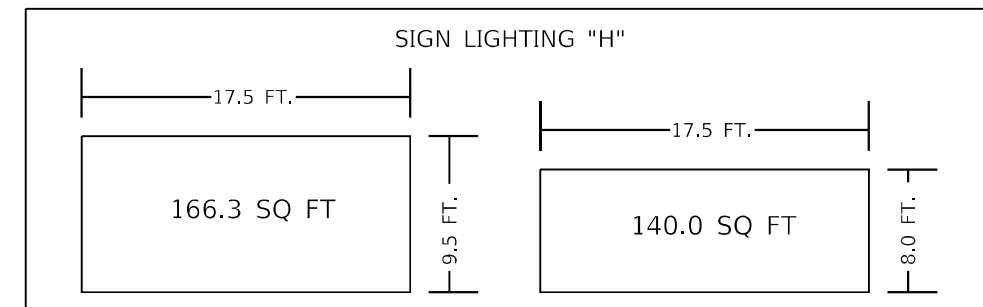 SIGN LIGHTING "H"
17.5 FT.
166.3 SQ FT
9.5 FT.
17.5 FT.
140.0 SQ FT
8.0 FT.